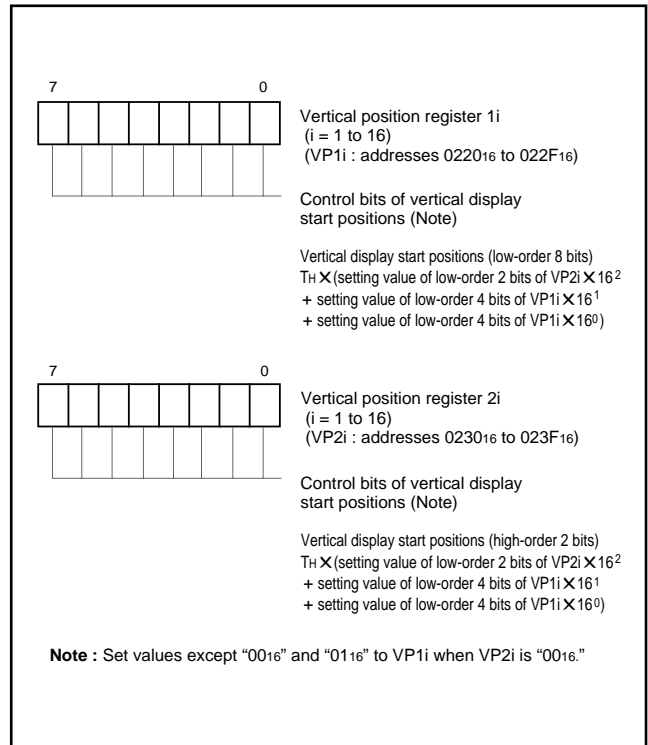 7 0
Vertical position register 1i
(i = 1 to 16)
(VP1i : addresses 0220₁₆ to 022F₁₆)
Control bits of vertical display
start positions (Note)
Vertical display start positions (low-order 8 bits)
TH ✕ (setting value of low-order 2 bits of VP2i ✕ 16²
+ setting value of low-order 4 bits of VP1i ✕ 16¹
+ setting value of low-order 4 bits of VP1i ✕ 16⁰)
7 0
Vertical position register 2i
(i = 1 to 16)
(VP2i : addresses 0230₁₆ to 023F₁₆)
Control bits of vertical display
start positions (Note)
Vertical display start positions (high-order 2 bits)
TH ✕ (setting value of low-order 2 bits of VP2i ✕ 16²
+ setting value of low-order 4 bits of VP1i ✕ 16¹
+ setting value of low-order 4 bits of VP1i ✕ 16⁰)
Note : Set values except “00₁₆” and “01₁₆” to VP1i when VP2i is “00₁₆.”